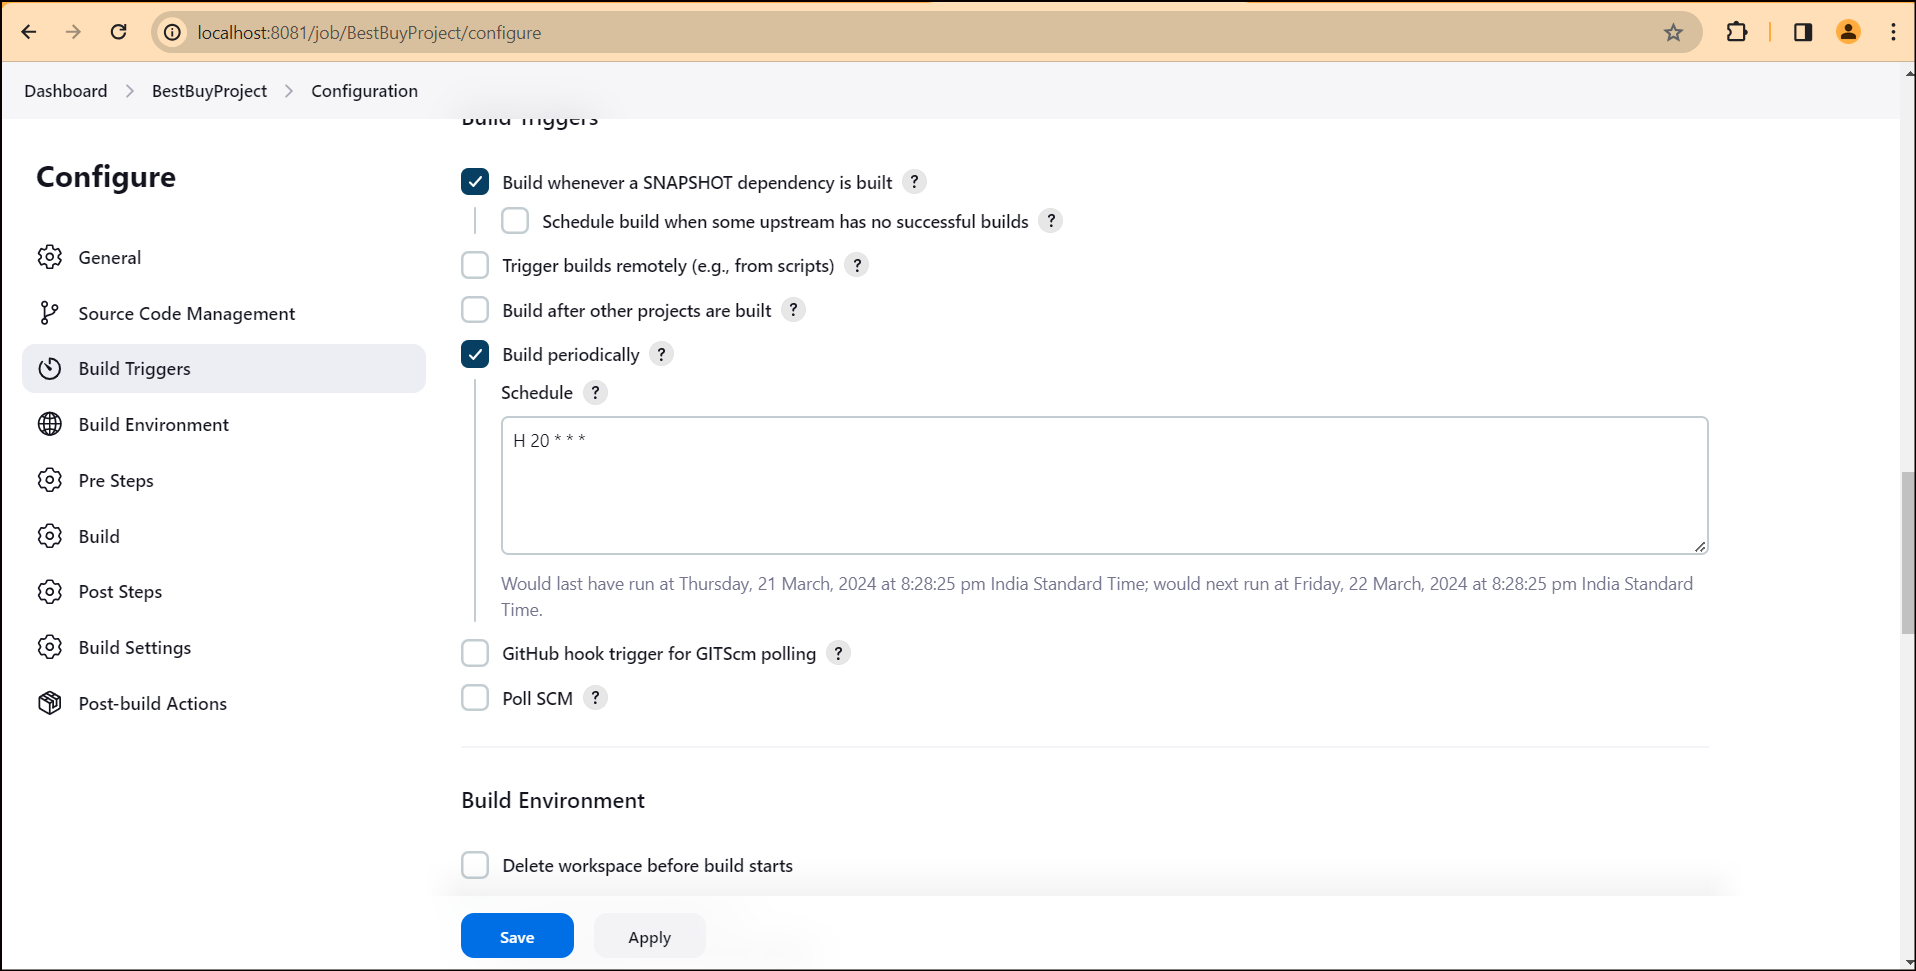 localhost:8081/job/BestBuyProject/configure
Dashboard > BestBuyProject > Configuration
Configure
General
Source Code Management
Build Triggers
Build Environment
Pre Steps
Build
Post Steps
Build Settings
Post-build Actions
Build Triggers
Build whenever a SNAPSHOT dependency is built ?
Schedule build when some upstream has no successful builds ?
Trigger builds remotely (e.g., from scripts) ?
Build after other projects are built ?
Build periodically ?
Schedule ?
H 20 * * *
Would last have run at Thursday, 21 March, 2024 at 8:28:25 pm India Standard Time; would next run at Friday, 22 March, 2024 at 8:28:25 pm India Standard
Time.
GitHub hook trigger for GITScm polling ?
Poll SCM ?
Build Environment
Delete workspace before build starts
Save Apply